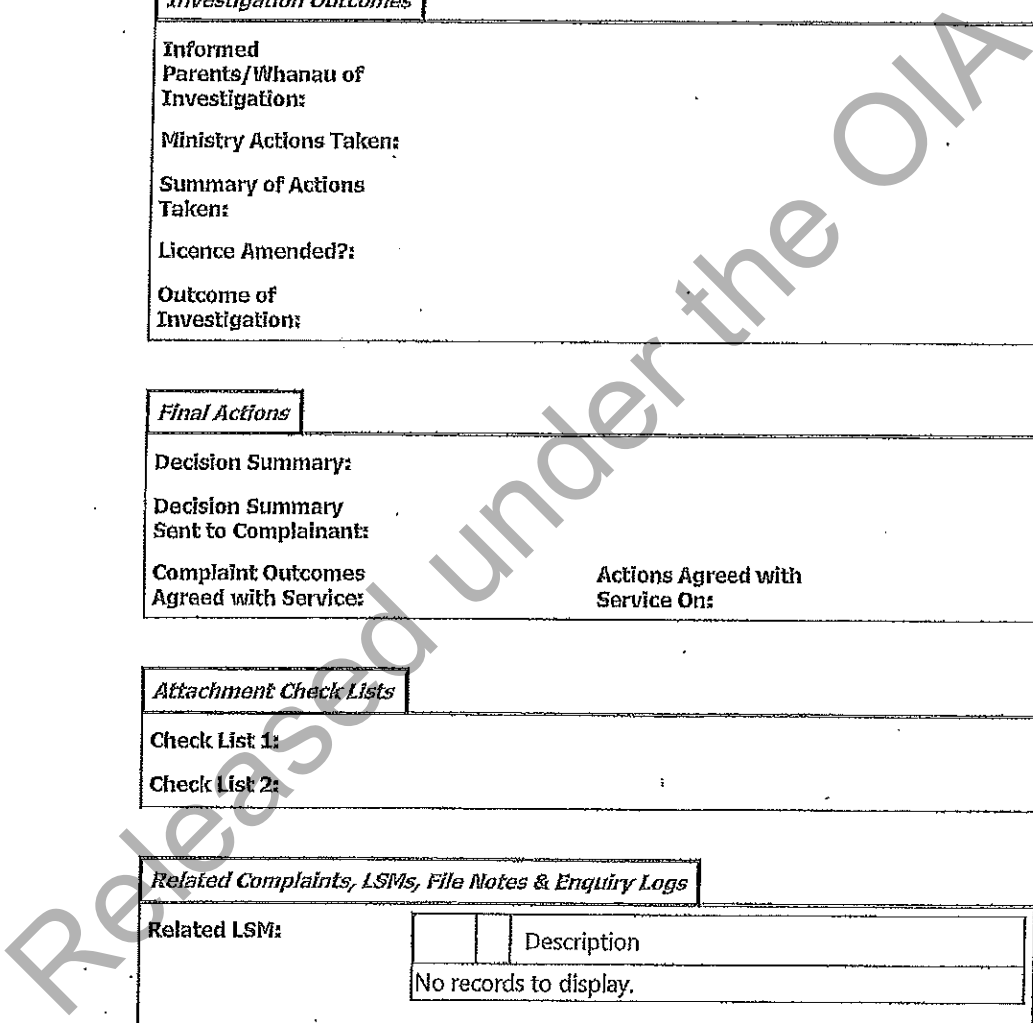 Investigation Outcomes
Informed
Parents/Whanau of
Investigation:
Ministry Actions Taken:
Summary of Actions
Taken:
Licence Amended?:
Outcome of
Investigation:
Final Actions
Decision Summary:
Decision Summary
Sent to Complainant:
Complaint Outcomes
Agreed with Service:
Actions Agreed with
Service On:
Attachment Check Lists
Check List 1:
Check List 2:
Related Complaints, LSMs, File Notes & Enquiry Logs
Related LSM:
Description
No records to display.
Released under the OIA